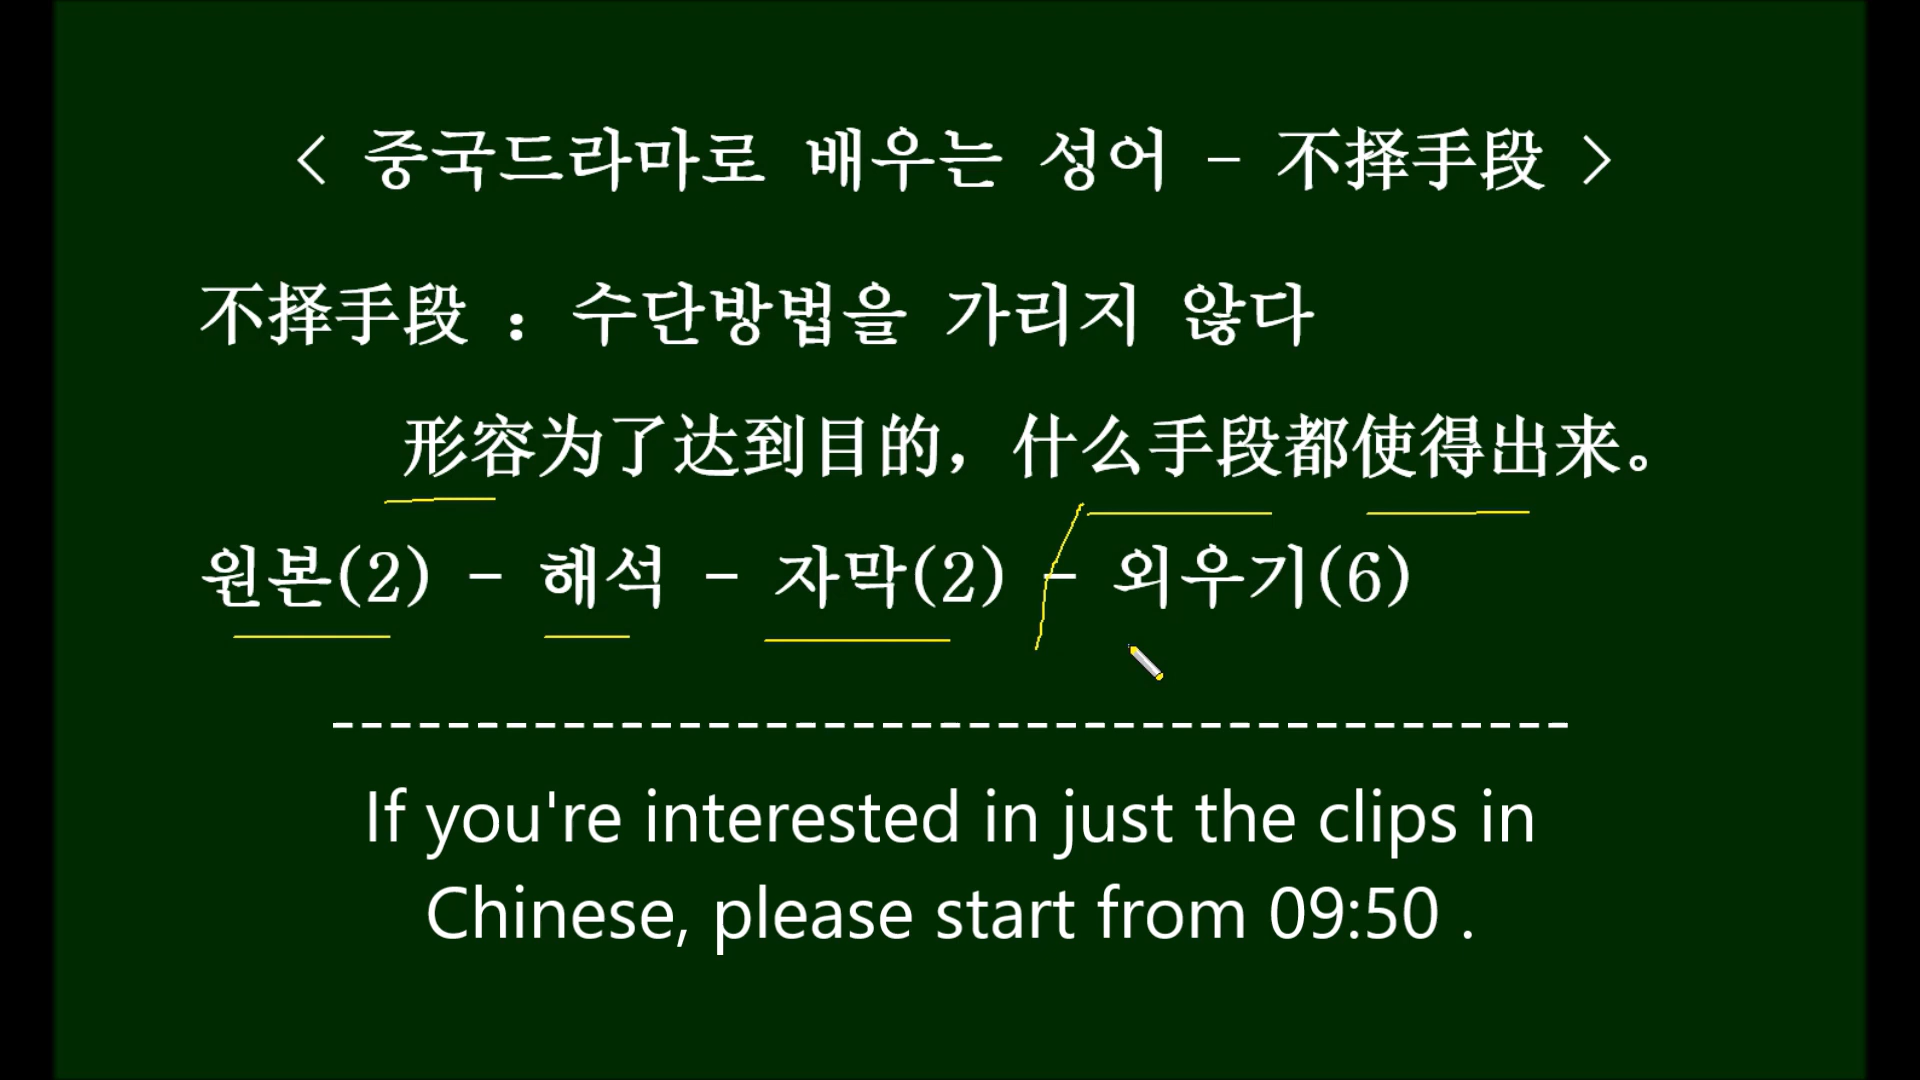 < 중국드라마로 배우는 성어 - 不择手段 >
不择手段 : 수단방법을 가리지 않다
形容为了达到目的，什么手段都使得出来。
원본(2) - 해석 - 자막(2) - 외우기(6)
-------------------------------------------
If you're interested in just the clips in
Chinese, please start from 09:50 .